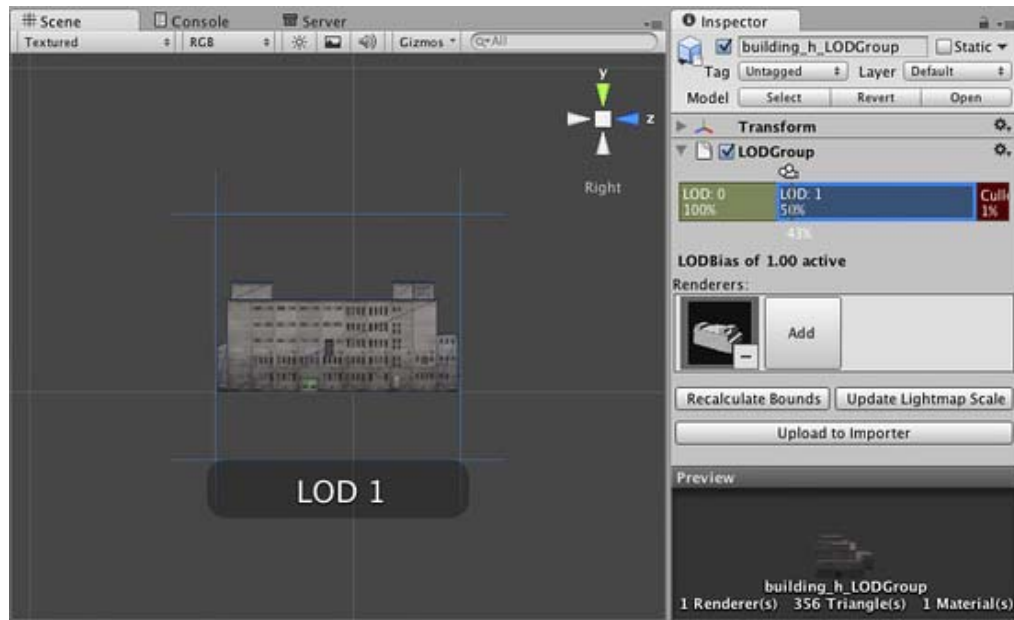 Scene Console Server
Textured RGB Gizmos All
y
z
Right
LOD 1
Inspector
building_h_LODGroup Static
Tag Untagged Layer Default
Model Select Revert Open
Transform
LODGroup
LOD: 0 LOD: 1 Culle
100% 50% 1%
43%
LODBias of 1.00 active
Renderers:
Add
Recalculate Bounds Update Lightmap Scale
Upload to Importer
Preview
building_h_LODGroup
1 Renderer(s) 356 Triangle(s) 1 Material(s)